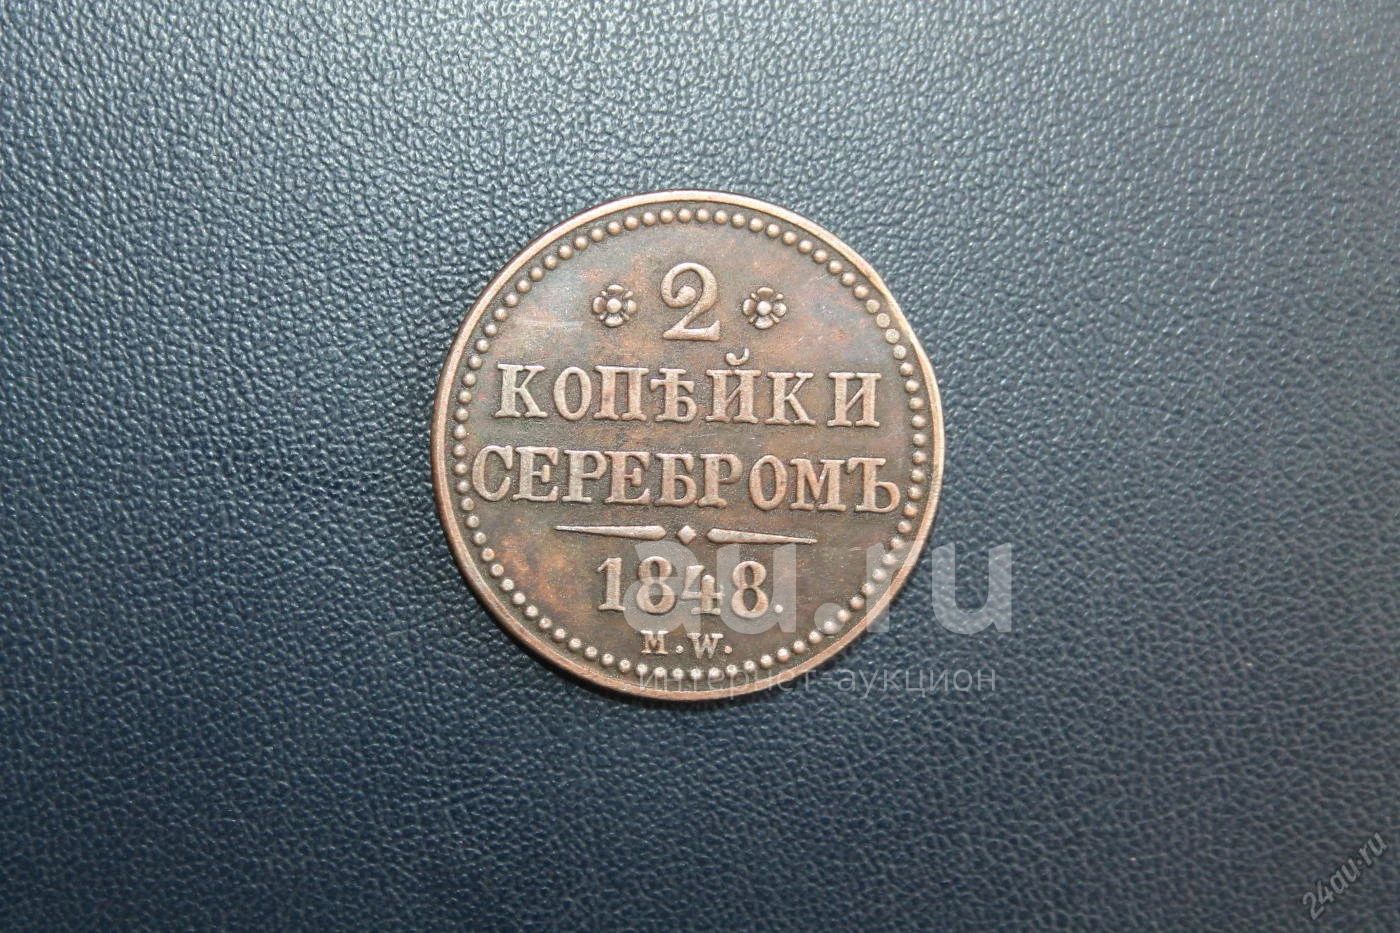 2
КОПѢЙКИ
СЕРЕБРОМЪ
1848.
M.W.
au.ru
интернет-аукцион
24au.ru